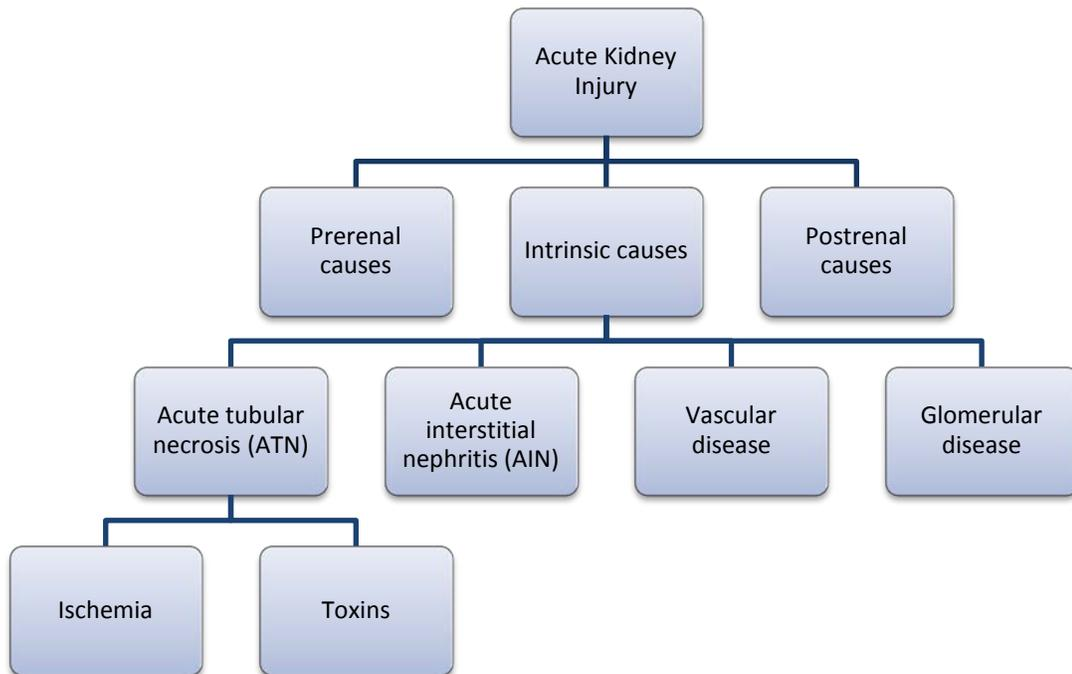 Acute Kidney
Injury
Prerenal
causes
Intrinsic causes
Postrenal
causes
Acute tubular
necrosis (ATN)
Acute
interstitial
nephritis (AIN)
Vascular
disease
Glomerular
disease
Ischemia
Toxins